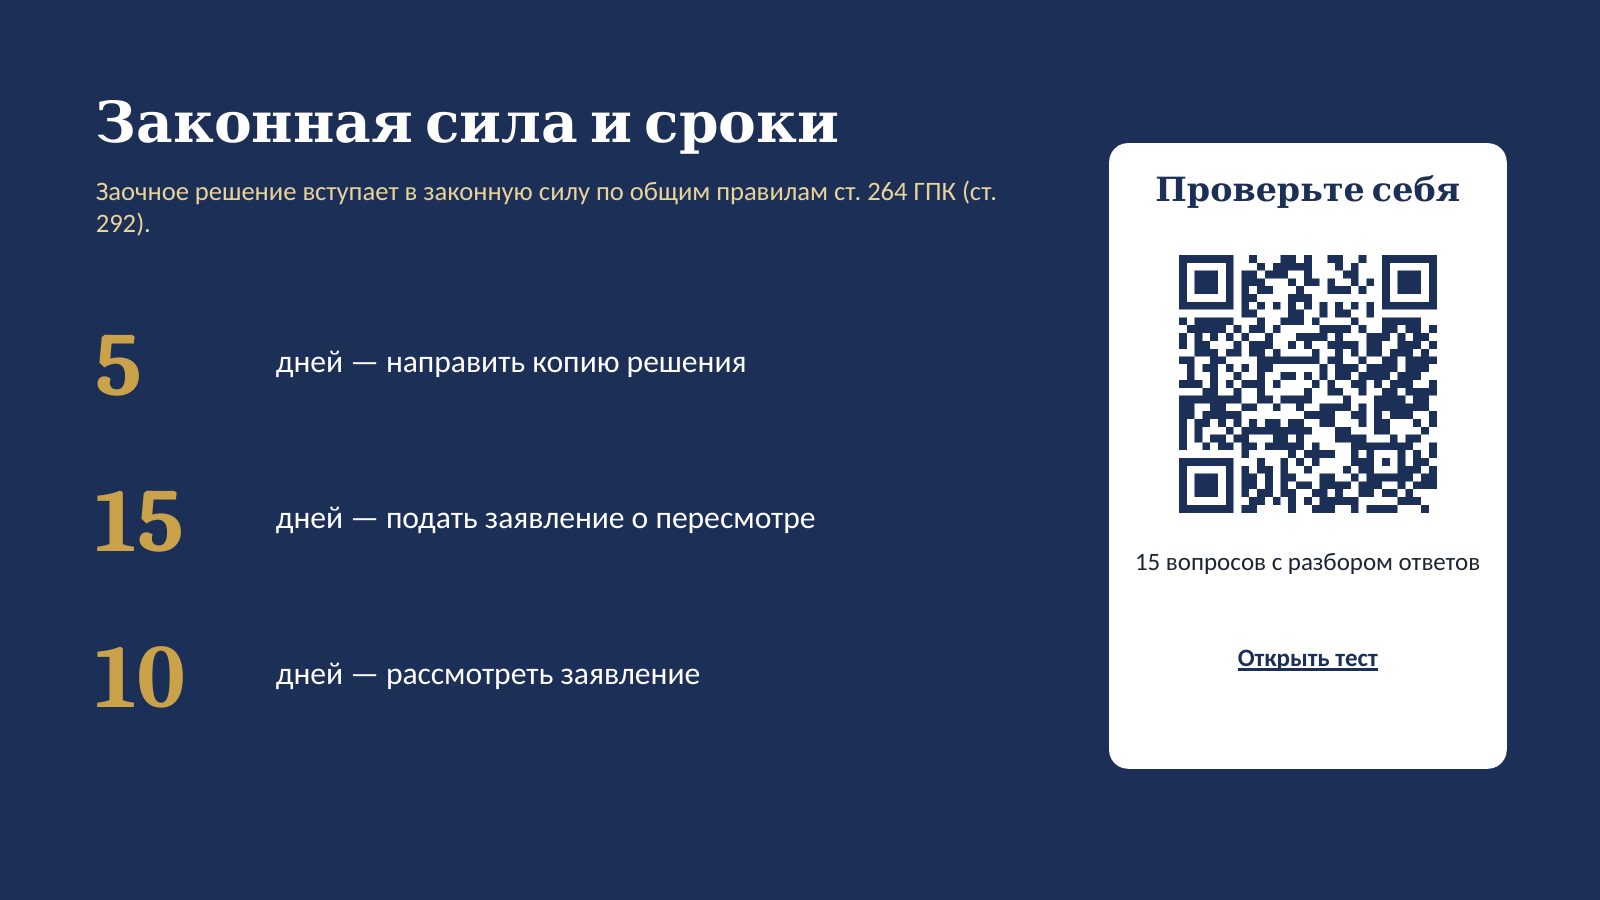 Законная сила и сроки
Заочное решение вступает в законную силу по общим правилам ст. 264 ГПК (ст.
292).
5 дней — направить копию решения
15 дней — подать заявление о пересмотре
10 дней — рассмотреть заявление
Проверьте себя
15 вопросов с разбором ответов
Открыть тест